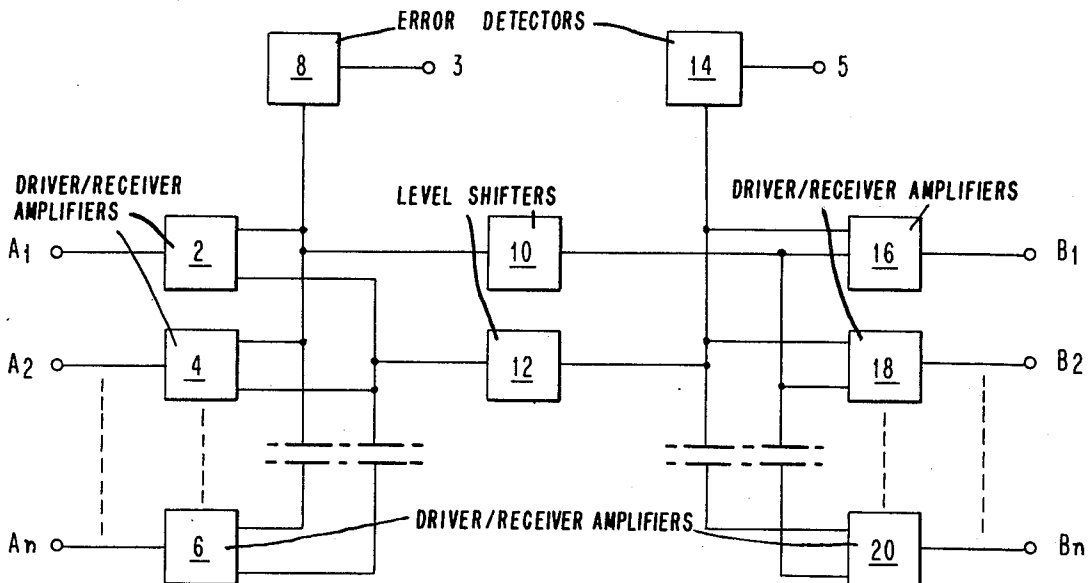 ERROR DETECTORS
8
3
14
5
DRIVER/RECEIVER
AMPLIFIERS
LEVEL SHIFTERS
DRIVER/RECEIVER AMPLIFIERS
A1
2
10
16
B1
A2
4
12
18
B2
An
6
DRIVER/RECEIVER AMPLIFIERS
20
Bn